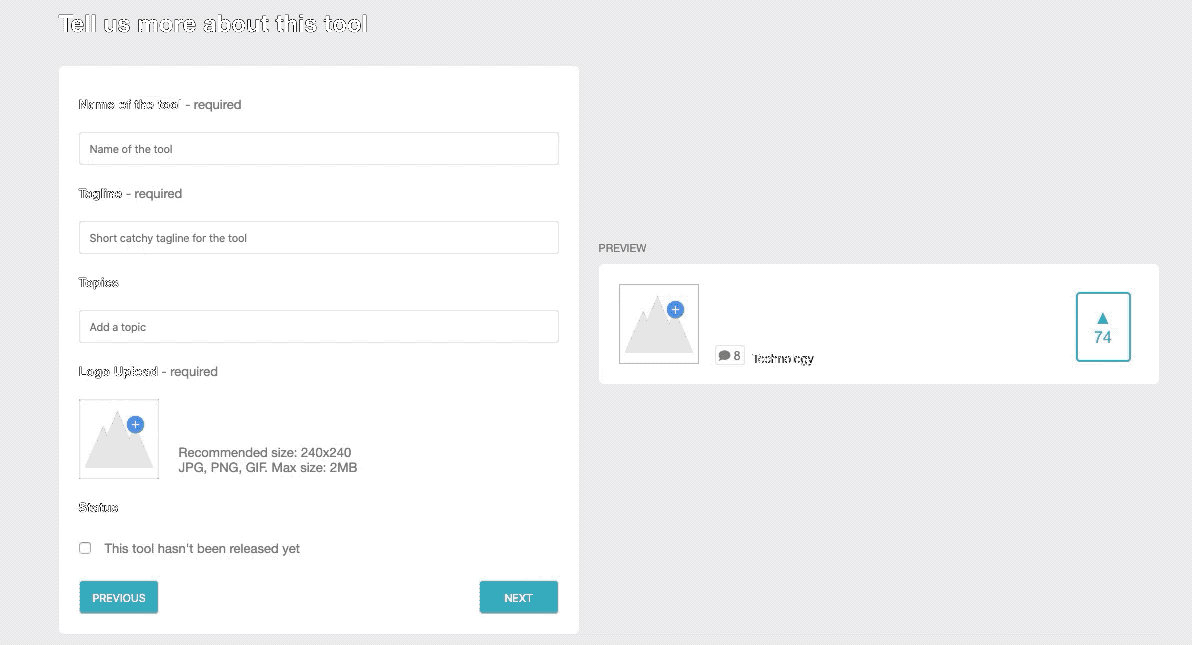 Tell us more about this tool
Name of the tool - required
Name of the tool
Tagline - required
Short catchy tagline for the tool
Topics
Add a topic
Logo Upload - required
Recommended size: 240x240
JPG, PNG, GIF. Max size: 2MB
Status
This tool hasn't been released yet
PREVIOUS
NEXT
PREVIEW
8
Technology
74